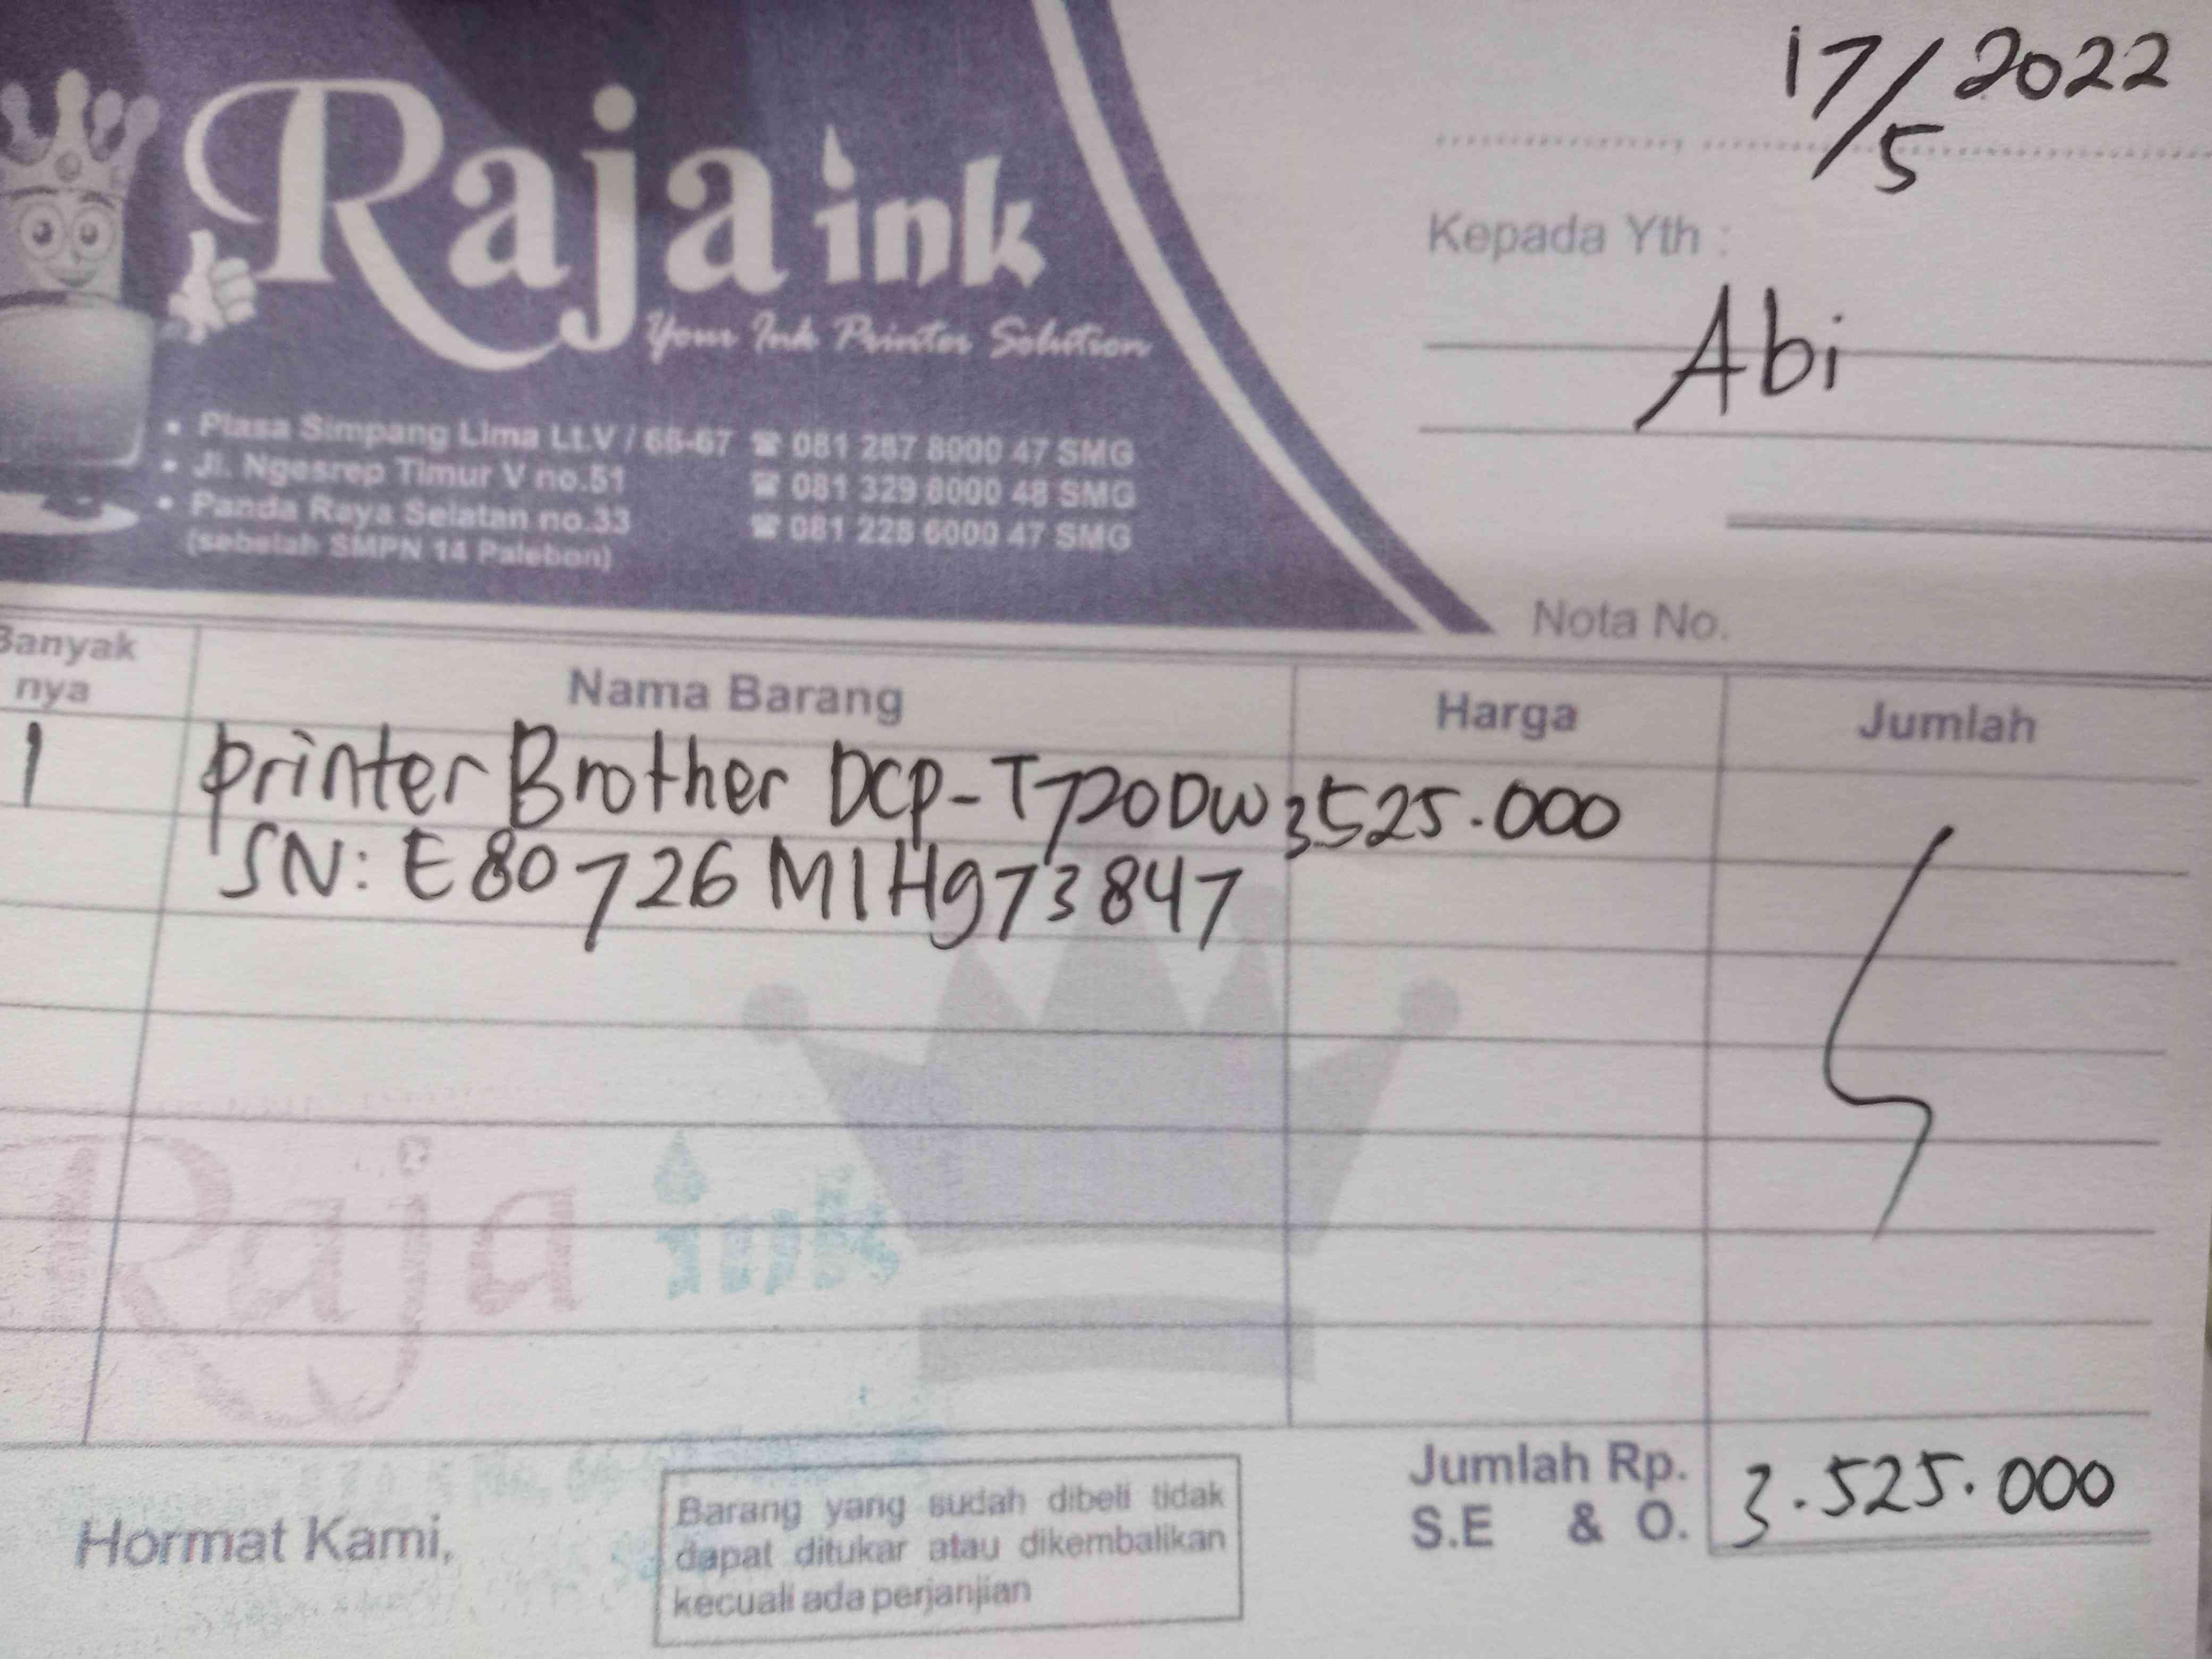 Raja ink
Your Ink Printer Solution
• Plasa Simpang Lima Lt.V / 66-67 ☎ 081 287 8000 47 SMG
• Jl. Ngesrep Timur V no.51 ☎ 081 329 8000 48 SMG
• Panda Raya Selatan no.33 ☎ 081 228 6000 47 SMG
(sebelah SMPN 14 Palebon)
17/5 2022
Kepada Yth :
Abi
Nota No.
Banyak nya Nama Barang Harga Jumlah
1 printer Brother DCP-T720DW 3525.000
SN: E80726M1H973847
Raja ink
Hormat Kami,
Barang yang sudah dibeli tidak
dapat ditukar atau dikembalikan
kecuali ada perjanjian
Jumlah Rp. 3.525.000
S.E & O.